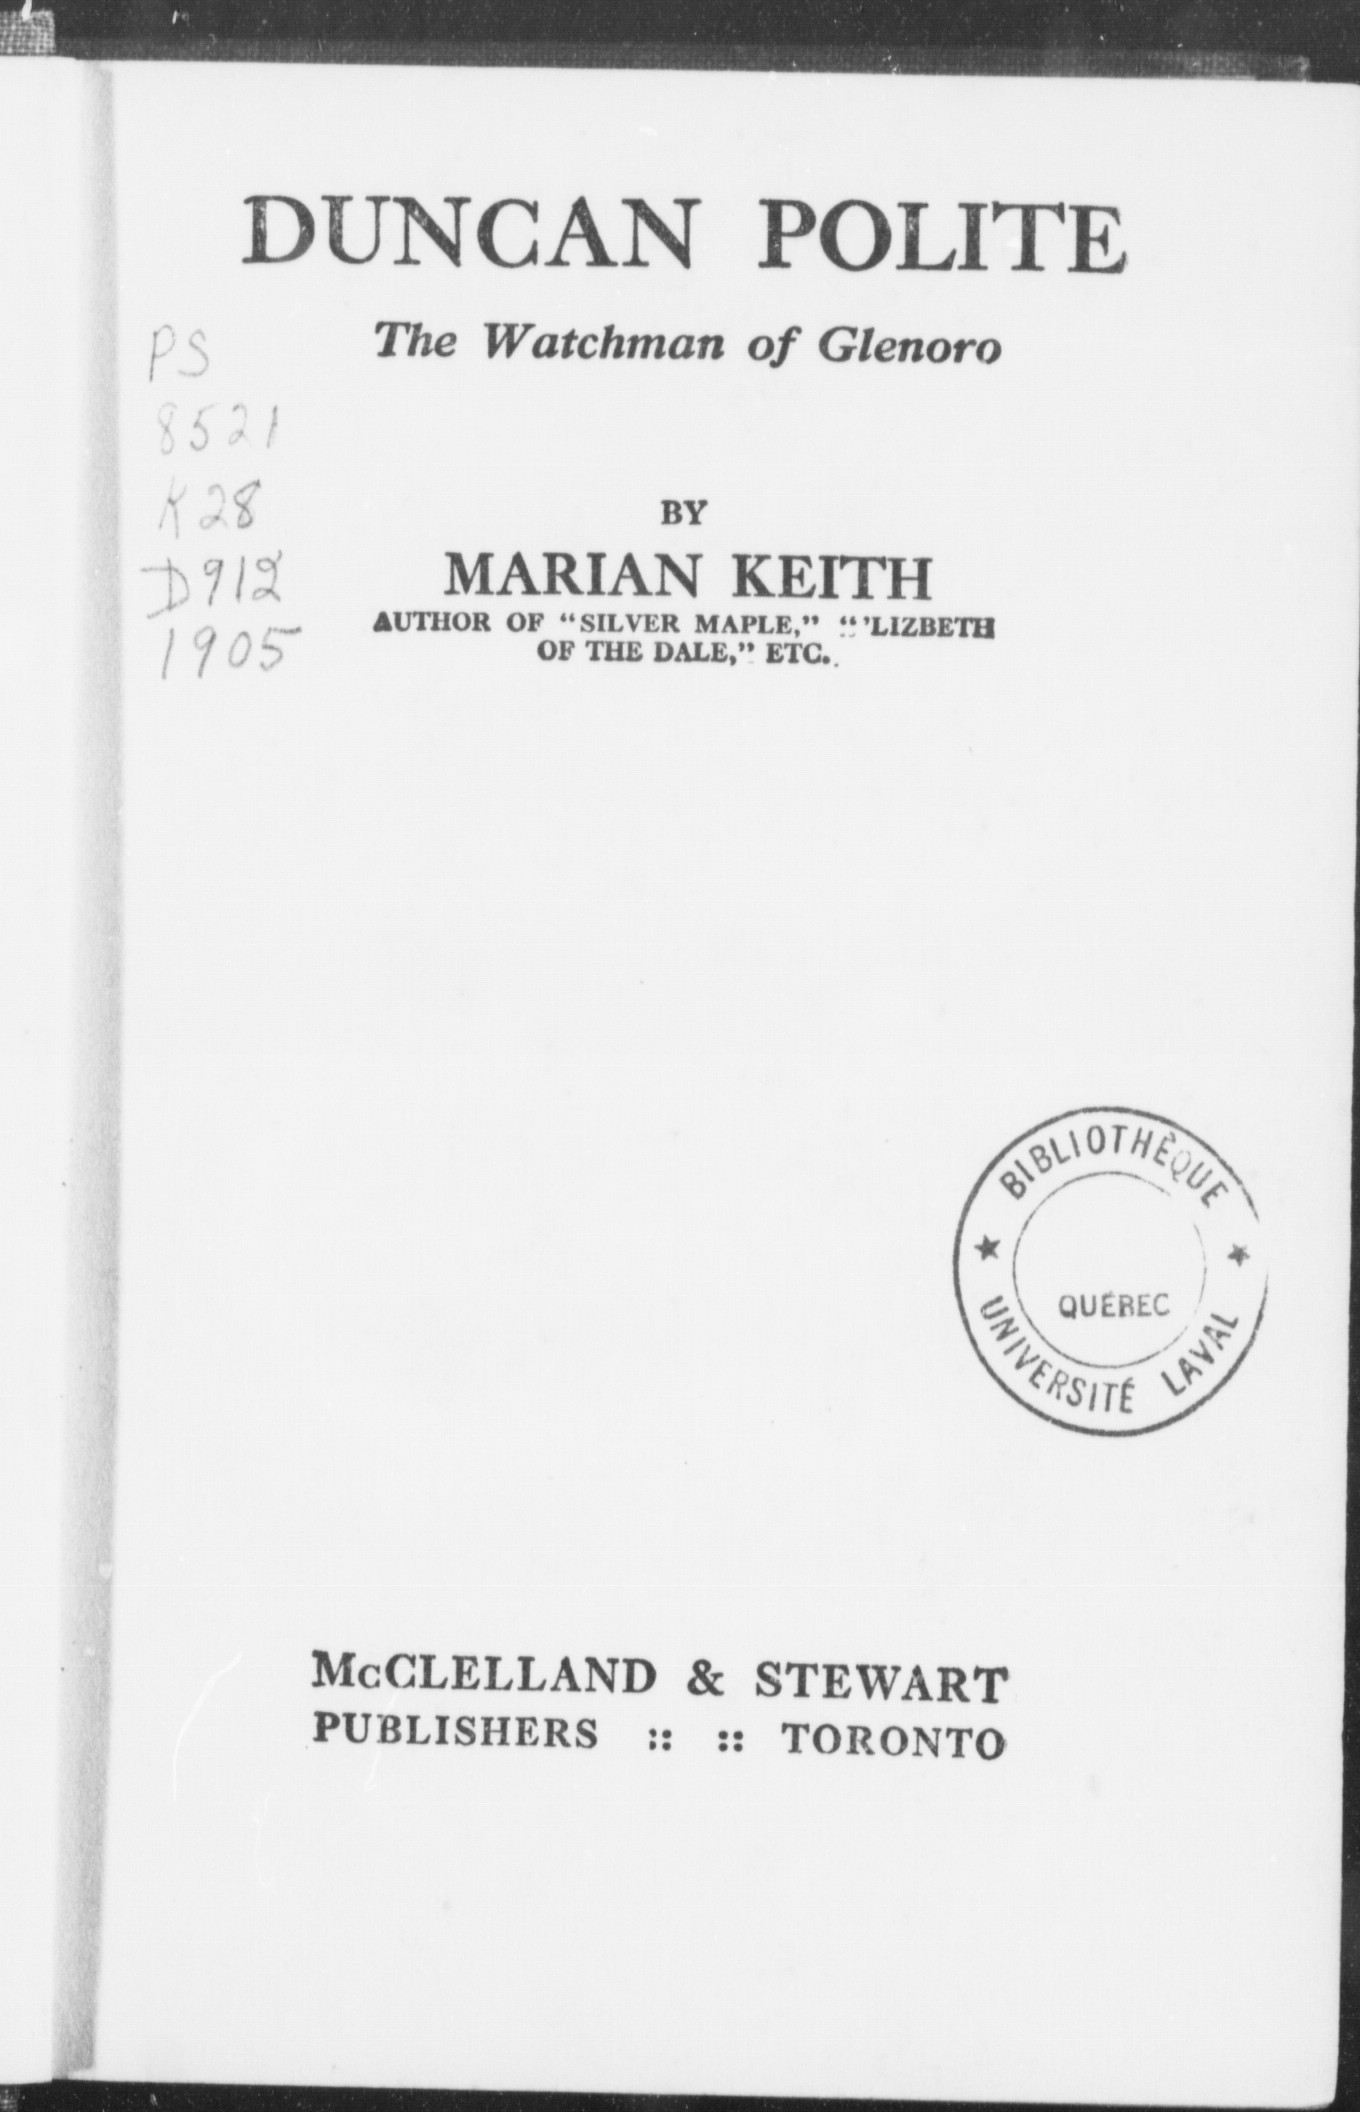 DUNCAN POLITE
The Watchman of Glenoro
PS
8521
K28
D912
1905
BY
MARIAN KEITH
AUTHOR OF “SILVER MAPLE,” “’LIZBETH
OF THE DALE,” ETC.
BIBLIOTHÈQUE
QUÉBEC
UNIVERSITÉ LAVAL
McCLELLAND & STEWART
PUBLISHERS :: :: TORONTO